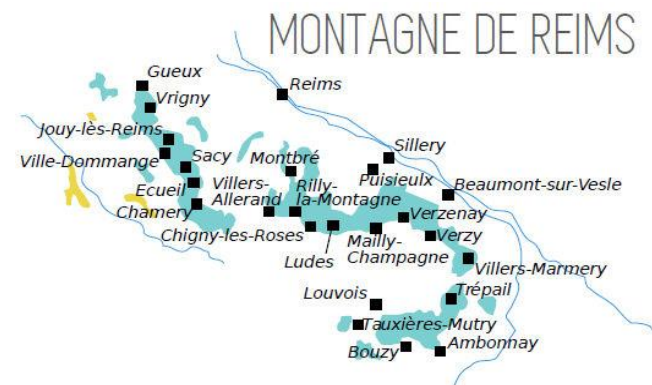 MONTAGNE DE REIMS
Gueux
Reims
Vrigny
Jouy-lès-Reims
Sillery
Ville-Dommange
Sacy
Montbré
Puisieulx
Ecueil
Villers-
Allerand
Rilly-
la-Montagne
Beaumont-sur-Vesle
Chamery
Verzenay
Chigny-les-Roses
Verzy
Mailly-
Champagne
Ludes
Villers-Marmery
Louvois
Trépail
Tauxières-Mutry
Bouzy
Ambonnay